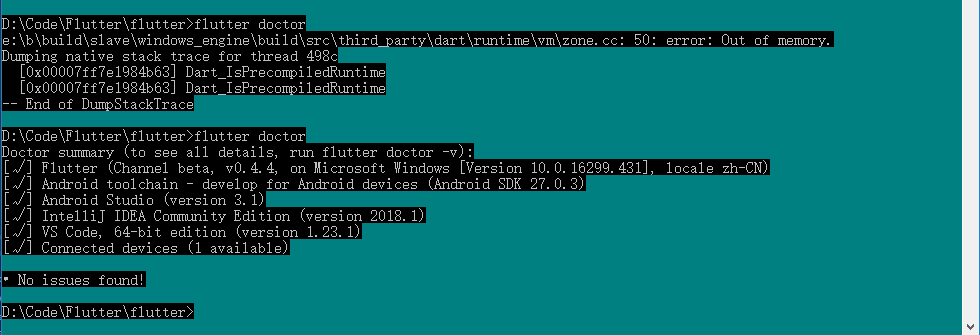 D:\Code\Flutter\flutter>flutter doctor
e:\b\build\slave\windows_engine\build\src\third_party\dart\runtime\vm\zone.cc: 50: error: Out of memory.
Dumping native stack trace for thread 498c
  [0x00007ff7e1984b63] Dart_IsPrecompiledRuntime
  [0x00007ff7e1984b63] Dart_IsPrecompiledRuntime
-- End of DumpStackTrace
D:\Code\Flutter\flutter>flutter doctor
Doctor summary (to see all details, run flutter doctor -v):
[√] Flutter (Channel beta, v0.4.4, on Microsoft Windows [Version 10.0.16299.431], locale zh-CN)
[√] Android toolchain - develop for Android devices (Android SDK 27.0.3)
[√] Android Studio (version 3.1)
[√] IntelliJ IDEA Community Edition (version 2018.1)
[√] VS Code, 64-bit edition (version 1.23.1)
[√] Connected devices (1 available)
• No issues found!
D:\Code\Flutter\flutter>